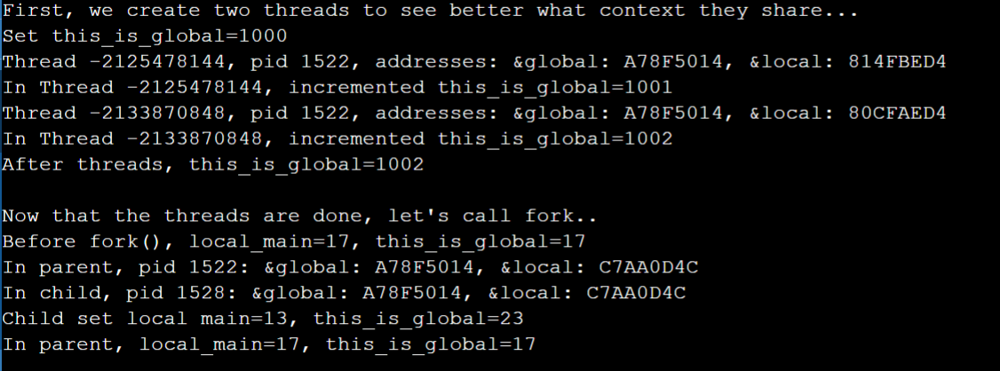 First, we create two threads to see better what context they share...
Set this_is_global=1000
Thread -2125478144, pid 1522, addresses: &global: A78F5014, &local: 814FBED4
In Thread -2125478144, incremented this_is_global=1001
Thread -2133870848, pid 1522, addresses: &global: A78F5014, &local: 80CFAED4
In Thread -2133870848, incremented this_is_global=1002
After threads, this_is_global=1002
Now that the threads are done, let's call fork..
Before fork(), local_main=17, this_is_global=17
In parent, pid 1522: &global: A78F5014, &local: C7AA0D4C
In child, pid 1528: &global: A78F5014, &local: C7AA0D4C
Child set local main=13, this_is_global=23
In parent, local_main=17, this_is_global=17